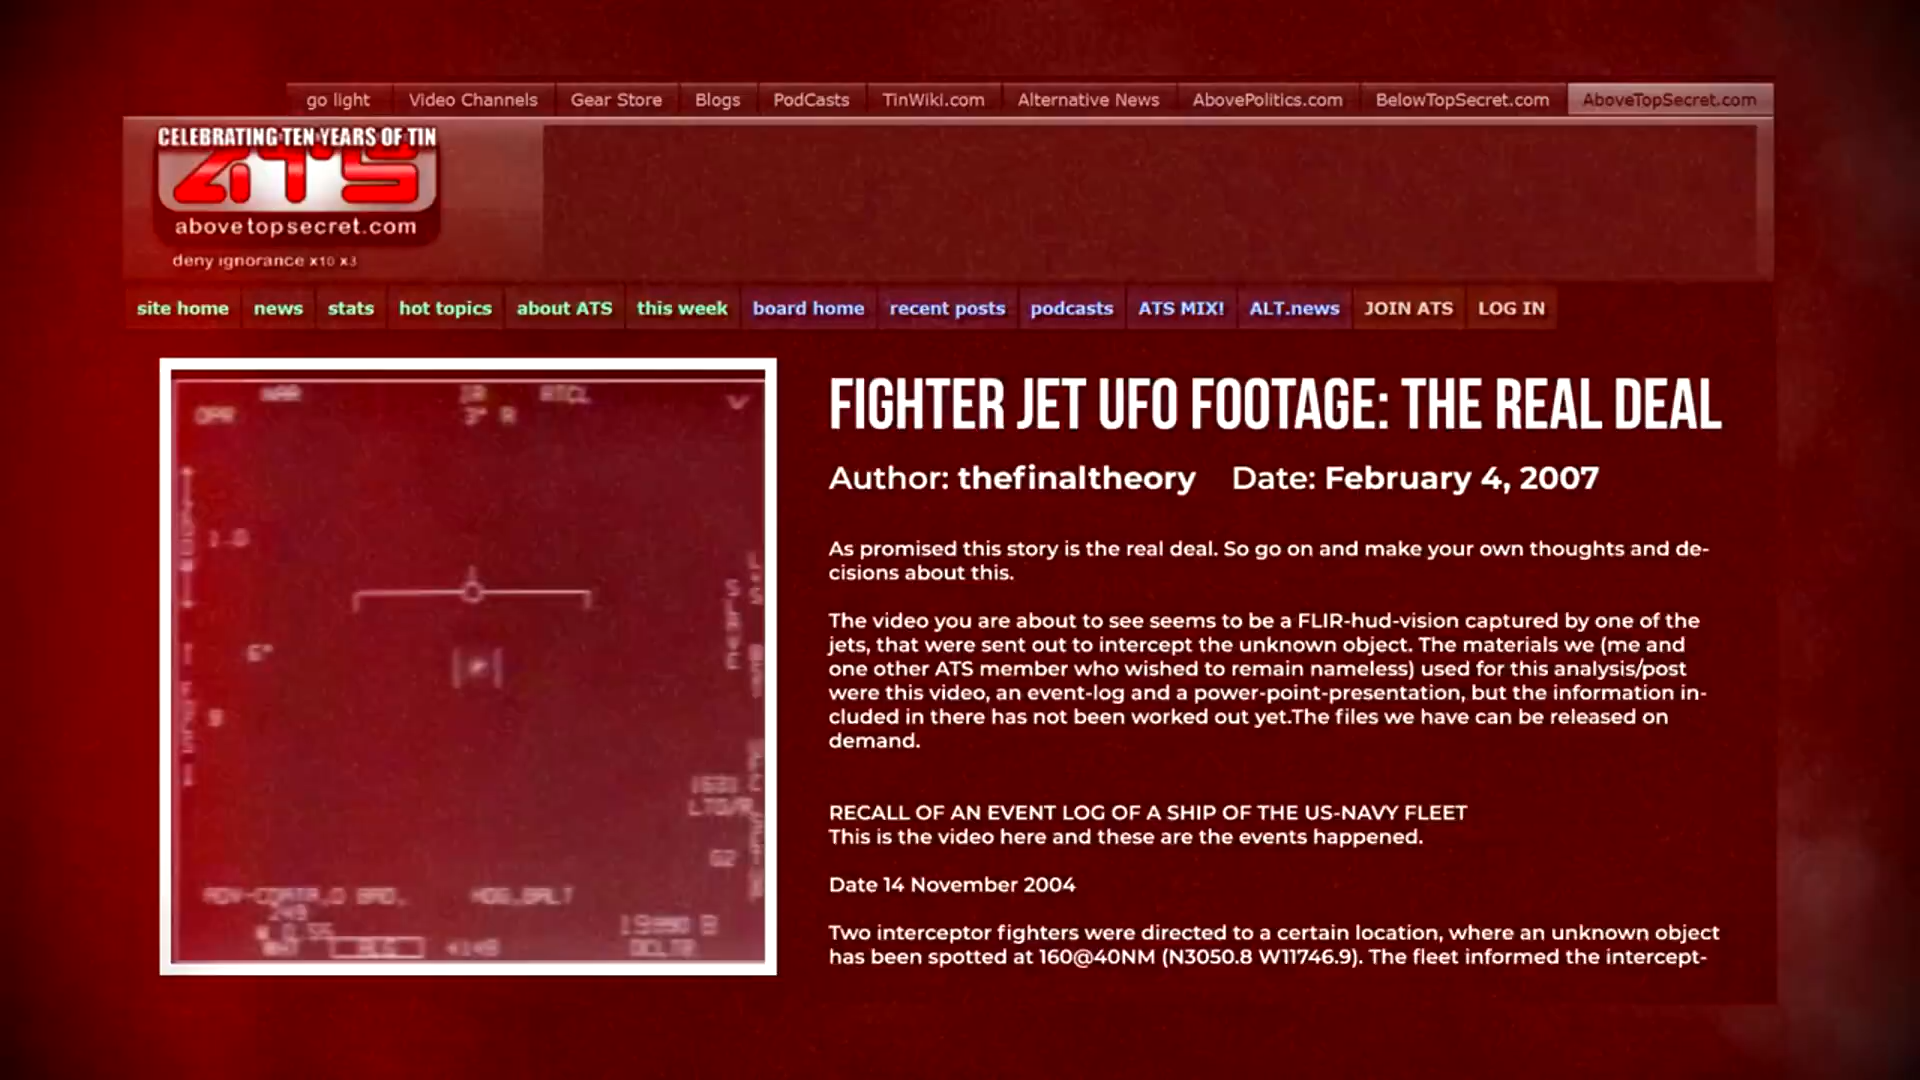 go light Video Channels Gear Store Blogs PodCasts TinWiki.com Alternative News AbovePolitics.com BelowTopSecret.com AboveTopSecret.com
CELEBRATING TEN YEARS OF TIN
ATS
abovetopsecret.com
deny ignorance x10 x3
site home news stats hot topics about ATS this week board home recent posts podcasts ATS MIX! ALT.news JOIN ATS LOG IN
NAR IR RTCL
OPR 3° R
1.0
6°
FIGHTER JET UFO FOOTAGE: THE REAL DEAL
Author: thefinaltheory Date: February 4, 2007
As promised this story is the real deal. So go on and make your own thoughts and de-
cisions about this.
The video you are about to see seems to be a FLIR-hud-vision captured by one of the
jets, that were sent out to intercept the unknown object. The materials we (me and
one other ATS member who wished to remain nameless) used for this analysis/post
were this video, an event-log and a power-point-presentation, but the information in-
cluded in there has not been worked out yet.The files we have can be released on
demand.
RECALL OF AN EVENT LOG OF A SHIP OF THE US-NAVY FLEET
This is the video here and these are the events happened.
Date 14 November 2004
Two interceptor fighters were directed to a certain location, where an unknown object
has been spotted at 160@40NM (N3050.8 W11746.9). The fleet informed the intercept-